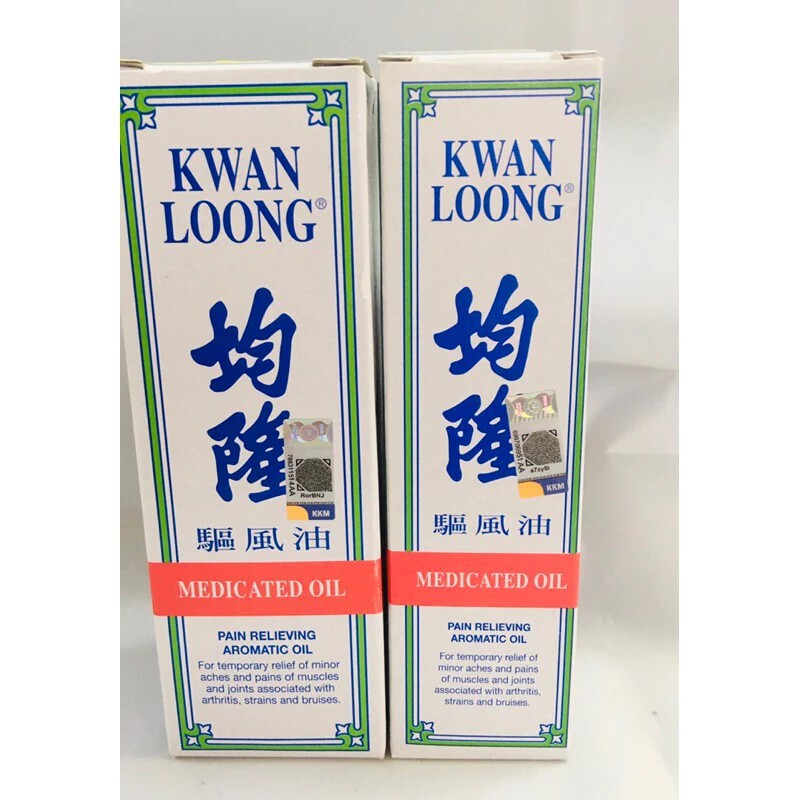 KWAN
LOONG®
均
隆
798311514AA
RorBNJ
KKM
驅風油
MEDICATED OIL
PAIN RELIEVING
AROMATIC OIL
For temporary relief of minor
aches and pains of muscles
and joints associated with
arthritis, strains and bruises.
KWAN
LOONG®
均
隆
a7zy8i
KKM
驅風油
MEDICATED OIL
PAIN RELIEVING
AROMATIC OIL
For temporary relief of
minor aches and pains
of muscles and joints
associated with arthritis,
strains and bruises.